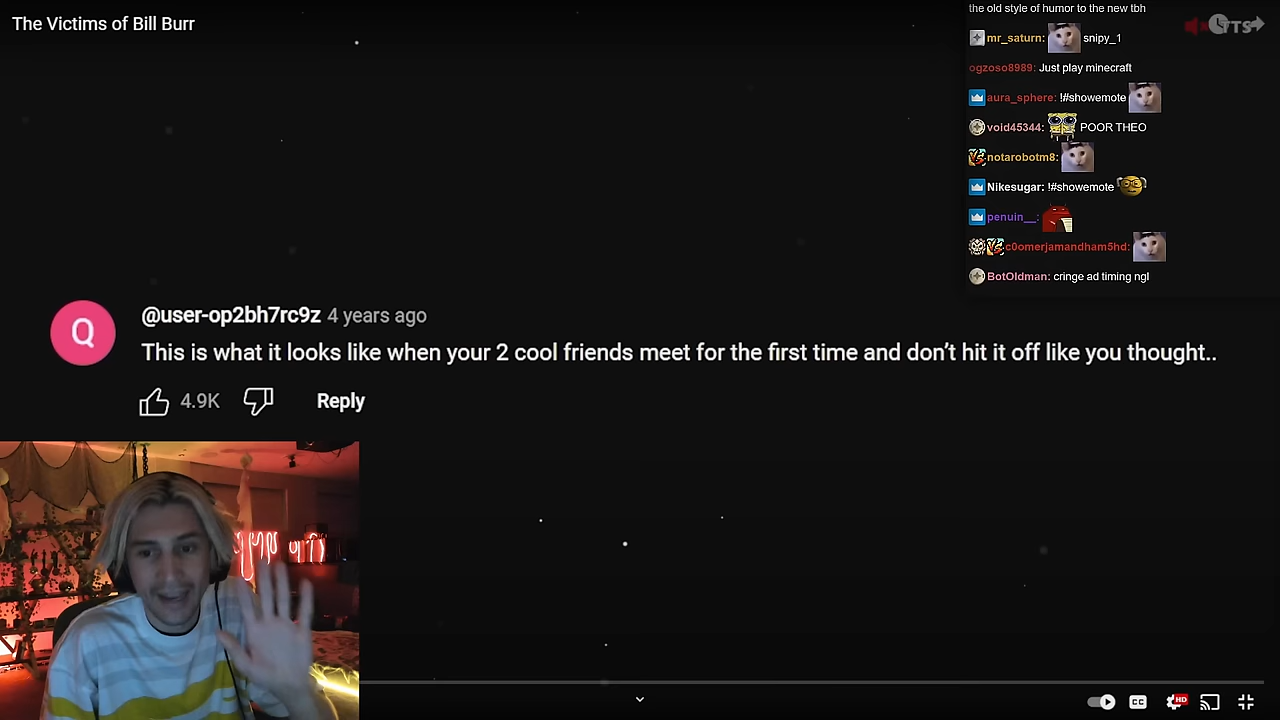 The Victims of Bill Burr
the old style of humor to the new tbh
TTS
mr_saturn: snipy_1
ogzoso8989: Just play minecraft
aura_sphere: !#showemote
void45344: POOR THEO
notarobotm8:
Nikesugar: !#showemote
penuin__:
c0omerjamandham5hd:
BotOldman: cringe ad timing ngl
Q
@user-op2bh7rc9z 4 years ago
This is what it looks like when your 2 cool friends meet for the first time and don't hit it off like you thought..
4.9K Reply
CC HD